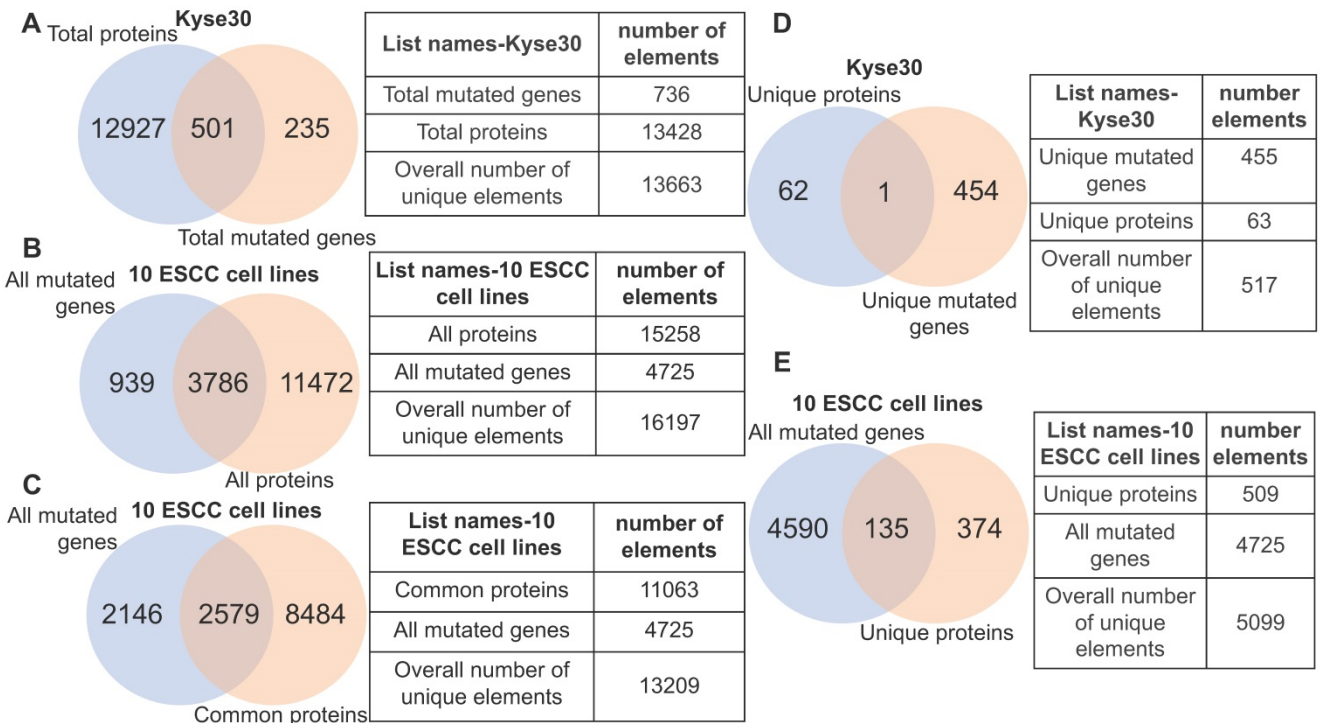 A
Kyse30
Total proteins
12927
501
235
Total mutated genes
List names-Kyse30
number of
elements
Total mutated genes
736
Total proteins
13428
Overall number of
unique elements
13663
B
10 ESCC cell lines
All mutated
genes
939
3786
11472
All proteins
List names-10 ESCC
cell lines
number of
elements
All proteins
15258
All mutated genes
4725
Overall number of
unique elements
16197
C
10 ESCC cell lines
All mutated
genes
2146
2579
8484
Common proteins
List names-10
ESCC cell lines
number of
elements
Common proteins
11063
All mutated genes
4725
Overall number of
unique elements
13209
D
Kyse30
Unique proteins
62
1
454
Unique mutated
genes
List names-
Kyse30
number
elements
Unique mutated
genes
455
Unique proteins
63
Overall number
of unique
elements
517
E
10 ESCC cell lines
All mutated genes
4590
135
374
Unique proteins
List names-10
ESCC cell lines
number
elements
Unique proteins
509
All mutated
genes
4725
Overall number
of unique
elements
5099